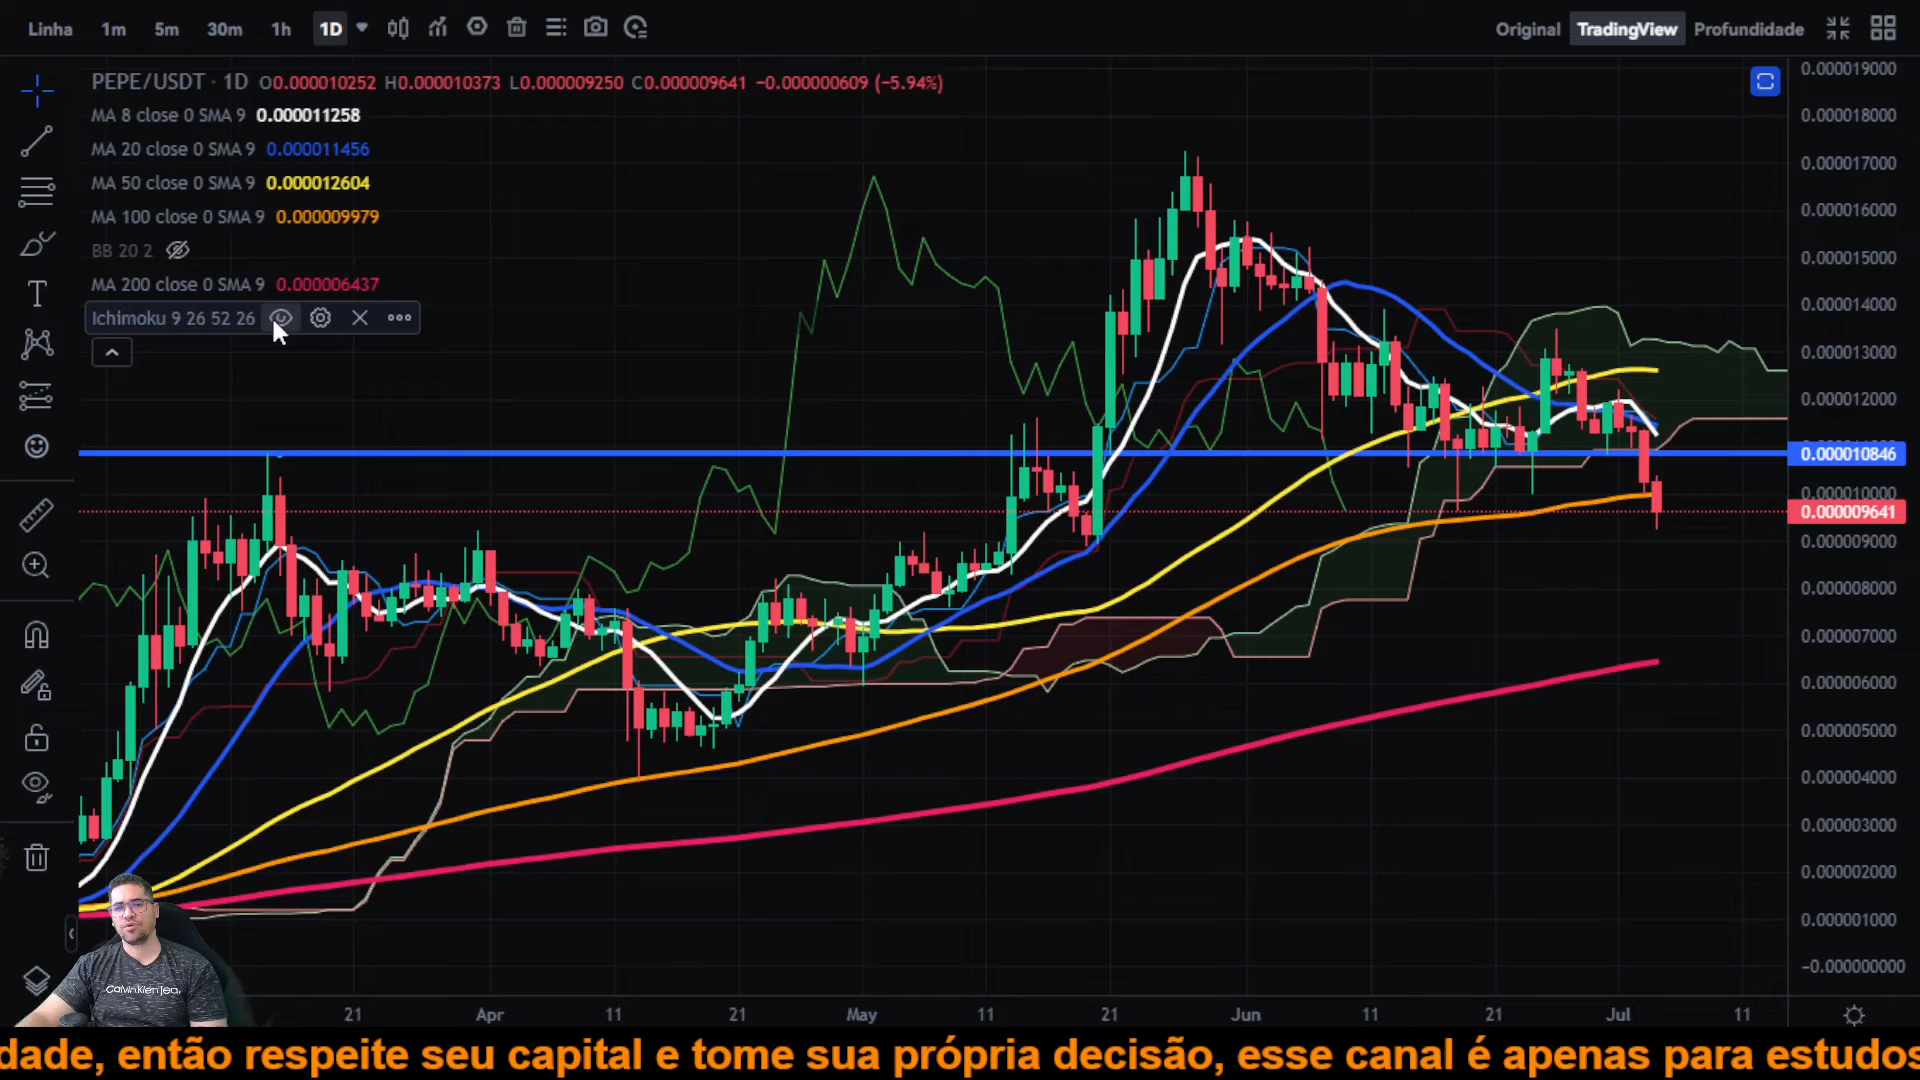 Linha 1m 5m 30m 1h 1D Original TradingView Profundidade
PEPE/USDT · 1D O0.000010252 H0.000010373 L0.000009250 C0.000009641 −0.000000609 (−5.94%)
MA 8 close 0 SMA 9 0.000011258
MA 20 close 0 SMA 9 0.000011456
MA 50 close 0 SMA 9 0.000012604
MA 100 close 0 SMA 9 0.000009979
BB 20 2
MA 200 close 0 SMA 9 0.000006437
Ichimoku 9 26 52 26
0.000019000
0.000018000
0.000017000
0.000016000
0.000015000
0.000014000
0.000013000
0.000012000
0.000010846
0.000010000
0.000009641
0.000009000
0.000008000
0.000007000
0.000006000
0.000005000
0.000004000
0.000003000
0.000002000
0.000001000
−0.000000000
21 Apr 11 21 May 11 21 Jun 11 21 Jul 11
dade, então respeite seu capital e tome sua própria decisão, esse canal é apenas para estudos